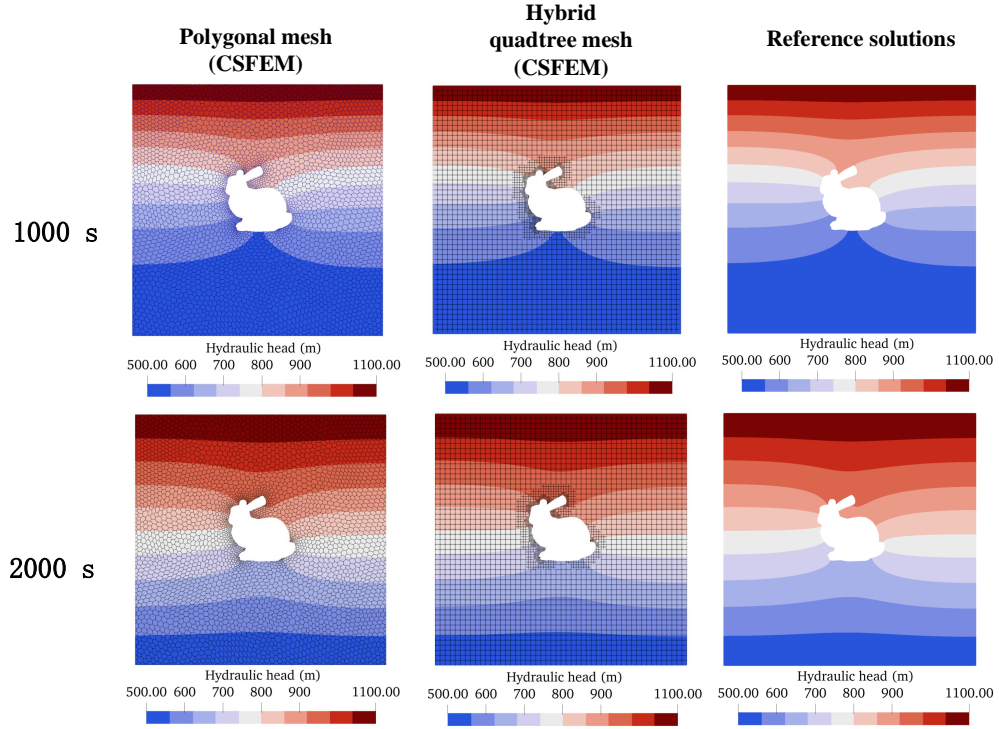 Polygonal mesh
(CSFEM)
Hybrid
quadtree mesh
(CSFEM)
Reference solutions
1000 s
Hydraulic head (m)
500.00 600 700 800 900 1100.00
Hydraulic head (m)
500.00 600 700 800 900 1100.00
Hydraulic head (m)
500.00 600 700 800 900 1100.00
2000 s
Hydraulic head (m)
500.00 600 700 800 900 1100.00
Hydraulic head (m)
500.00 600 700 800 900 1100.00
Hydraulic head (m)
500.00 600 700 800 900 1100.00